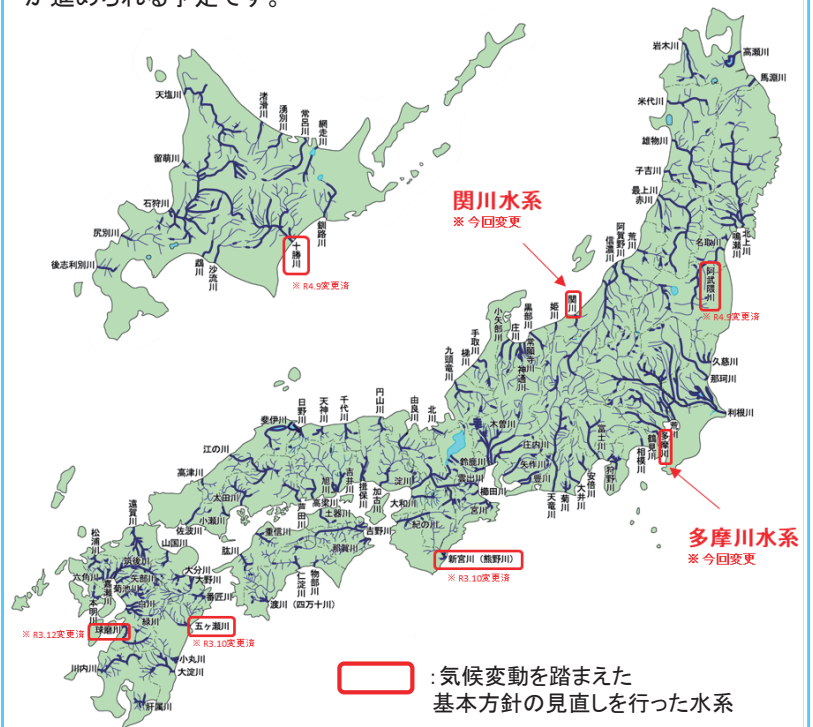 が進められる予定です。
岩木川
高瀬川
馬淵川
米代川
雄物川
子吉川
最上川
赤川
荒川
阿賀野川
信濃川
名取川
鳴瀬川
北上川
阿武隈川
※ R4.9変更済
天塩川
渚滑川
湧別川
常呂川
網走川
留萌川
石狩川
尻別川
後志利別川
鵡川
沙流川
十勝川
※ R4.9変更済
釧路川
関川水系
※ 今回変更
関川
姫川
黒部川
常願寺川
神通川
庄川
小矢部川
手取川
梯川
九頭竜川
久慈川
那珂川
利根川
荒川
多摩川
鶴見川
相模川
多摩川水系
※ 今回変更
富士川
狩野川
安倍川
大井川
菊川
天竜川
豊川
矢作川
庄内川
木曽川
鈴鹿川
雲出川
櫛田川
宮川
北川
由良川
円山川
千代川
天神川
日野川
斐伊川
江の川
高津川
太田川
小瀬川
佐波川
芦田川
高梁川
旭川
吉井川
揖保川
加古川
淀川
大和川
紀の川
新宮川（熊野川）
※ R3.10変更済
土器川
吉野川
那賀川
重信川
肱川
物部川
仁淀川
渡川（四万十川）
遠賀川
松浦川
山国川
筑後川
六角川
嘉瀬川
矢部川
本明川
菊池川
白川
緑川
大分川
大野川
番匠川
五ヶ瀬川
※ R3.10変更済
球磨川
※ R3.12変更済
小丸川
大淀川
川内川
肝属川
：気候変動を踏まえた
基本方針の見直しを行った水系